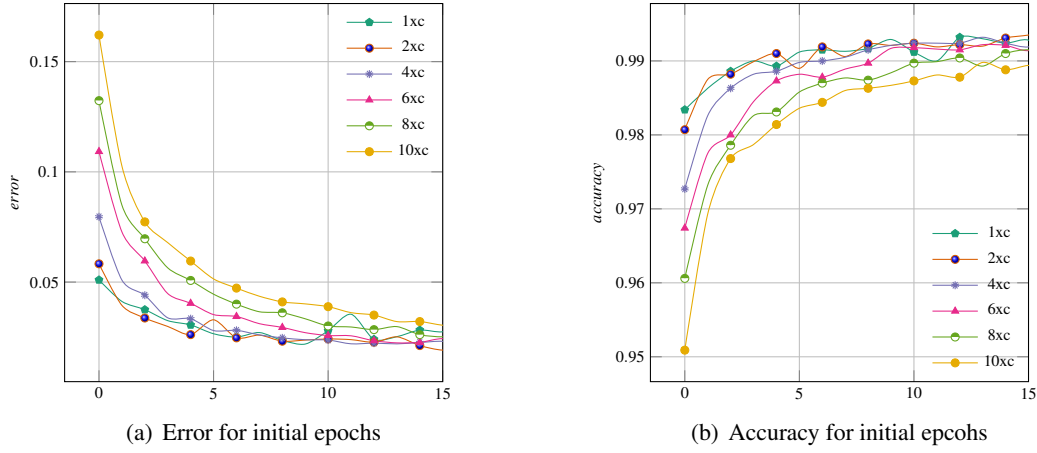 0.15
0.1
0.05
error
0 5 10 15
1xc
2xc
4xc
6xc
8xc
10xc
(a) Error for initial epochs
0.99
0.98
0.97
0.96
0.95
accuracy
0 5 10 15
1xc
2xc
4xc
6xc
8xc
10xc
(b) Accuracy for initial epcohs